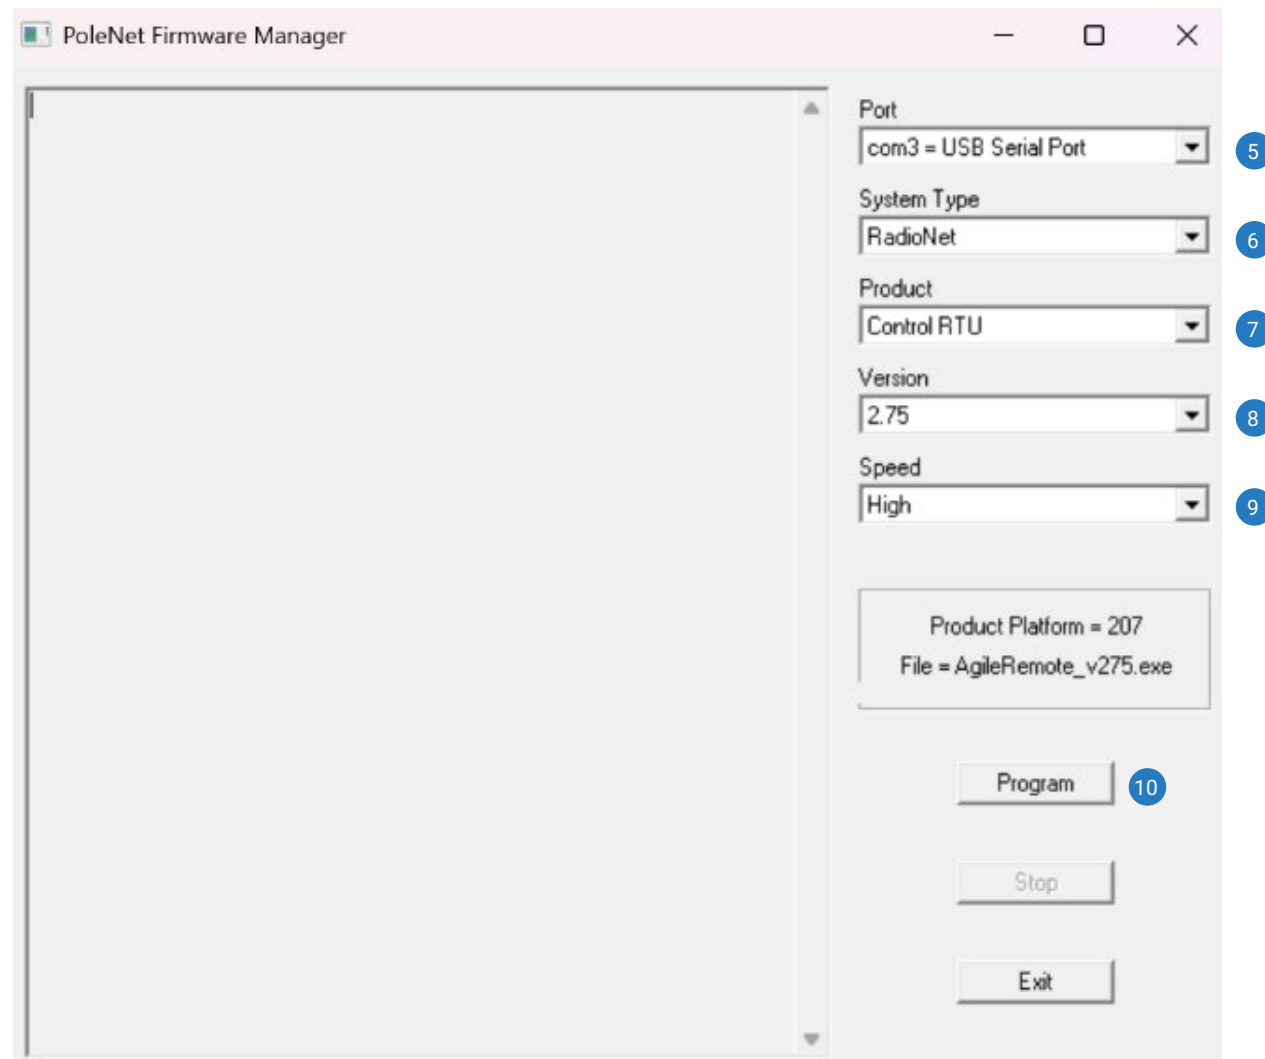 PoleNet Firmware Manager
Port
com3 = USB Serial Port
5
System Type
RadioNet
6
Product
Control RTU
7
Version
2.75
8
Speed
High
9
Product Platform = 207
File = AgileRemote_v275.exe
Program
10
Stop
Exit